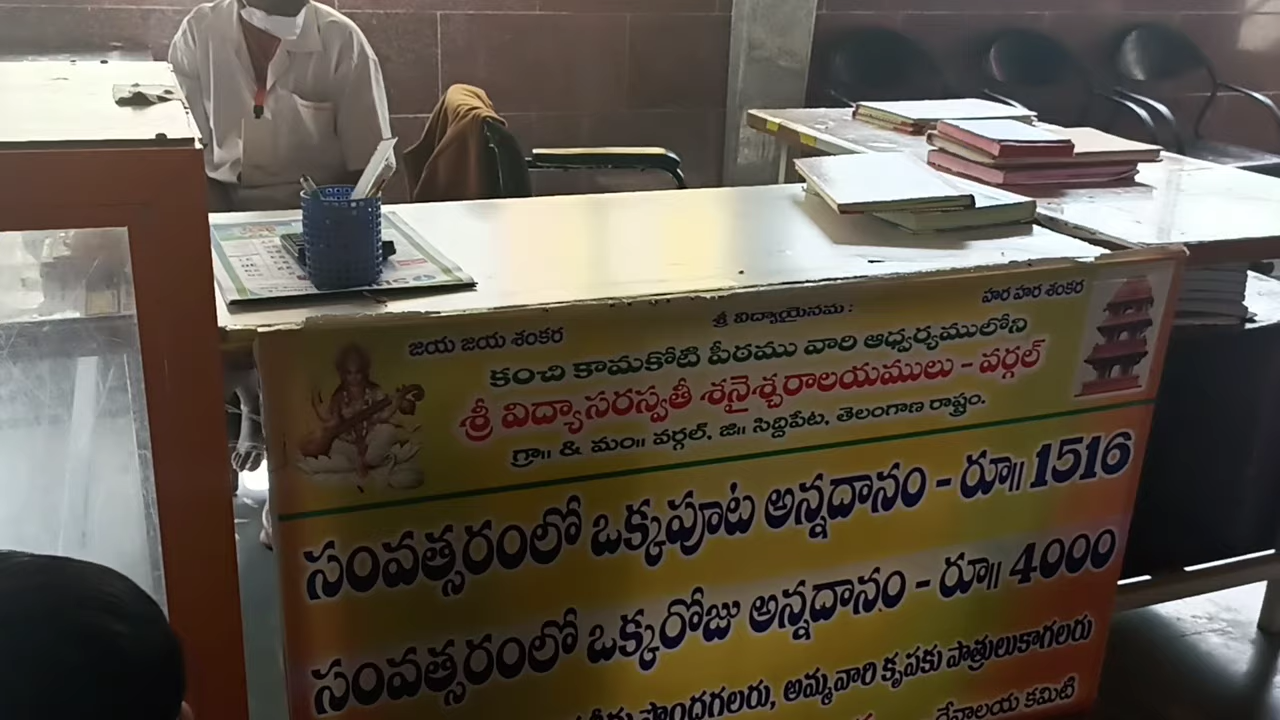 శ్రీ విద్యాయైనమ :
జయ జయ శంకర
హర హర శంకర
కంచి కామకోటి పీఠము వారి ఆధ్వర్యములోని
శ్రీ విద్యాసరస్వతీ శనైశ్చరాలయములు - వర్గల్
గ్రా॥ & మం॥ వర్గల్. జి॥ సిద్దిపేట. తెలంగాణ రాష్ట్రం.
సంవత్సరంలో ఒక్కపూట అన్నదానం - రూ॥ 1516
సంవత్సరంలో ఒక్కరోజు అన్నదానం - రూ॥ 4000
పొందగలరు, అమ్మవారి కృపకు పాత్రులుకాగలరు
దేవాలయ కమిటి